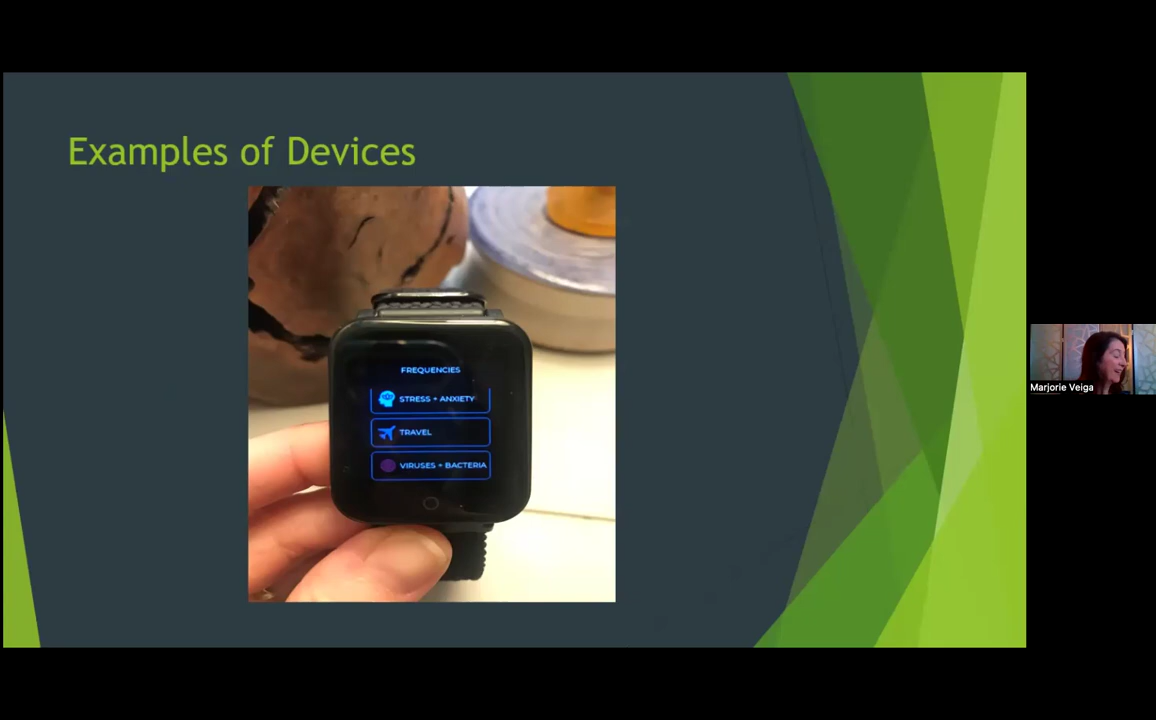 Examples of Devices
FREQUENCIES
STRESS + ANXIETY
TRAVEL
VIRUSES + BACTERIA
Marjorie Veiga